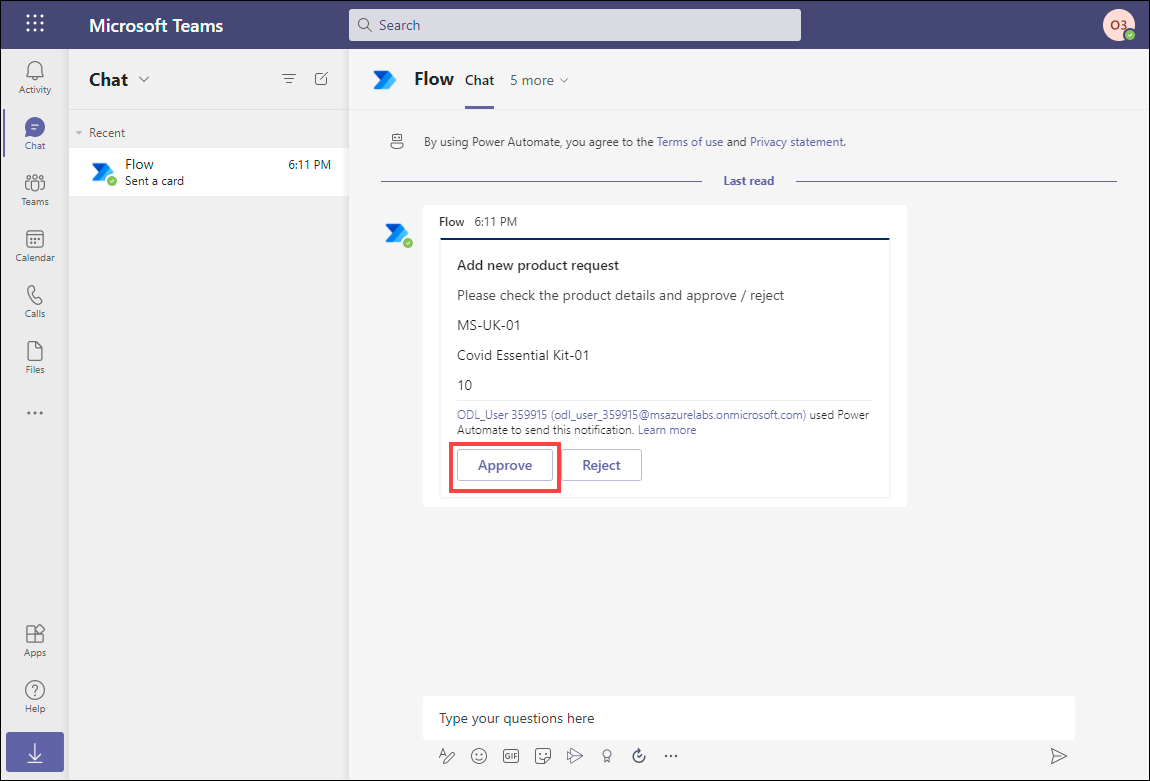 Microsoft Teams
Search
O3
Activity
Chat
Teams
Calendar
Calls
Files
Apps
Help
Chat
Recent
Flow 6:11 PM
Sent a card
Flow Chat 5 more
By using Power Automate, you agree to the Terms of use and Privacy statement.
Last read
Flow 6:11 PM
Add new product request
Please check the product details and approve / reject
MS-UK-01
Covid Essential Kit-01
10
ODL_User 359915 (odl_user_359915@msazurelabs.onmicrosoft.com) used Power
Automate to send this notification. Learn more
Approve Reject
Type your questions here
GIF